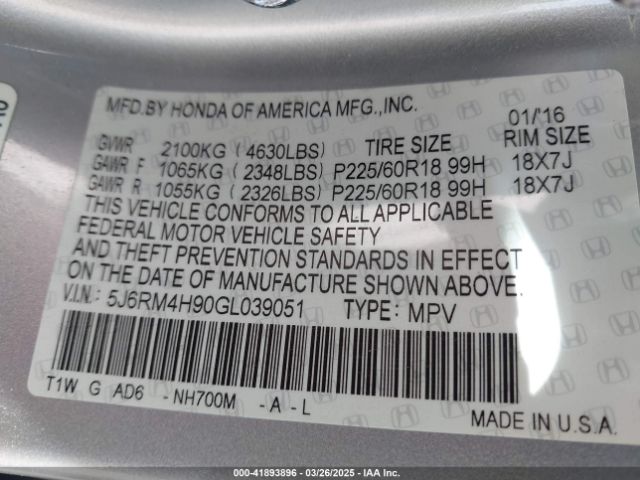 MFD.BY HONDA OF AMERICA MFG.,INC. 01/'16
GVWR 2100KG (4630LBS) TIRE SIZE RIM SIZE
GAWR F 1065KG (2348LBS) P225/60R18 99H 18X7J
GAWR R 1055KG (2326LBS) P225/60R18 99H 18X7J
THIS VEHICLE CONFORMS TO ALL APPLICABLE
FEDERAL MOTOR VEHICLE SAFETY
AND THEFT PREVENTION STANDARDS IN EFFECT
ON THE DATE OF MANUFACTURE SHOWN ABOVE.
V.I.N.: 5J6RM4H90GL039051 TYPE: MPV
T1W G AD6 - NH700M - A - L
MADE IN U.S.A.
000-41893896 | 03/26/2025 - IAA Inc.